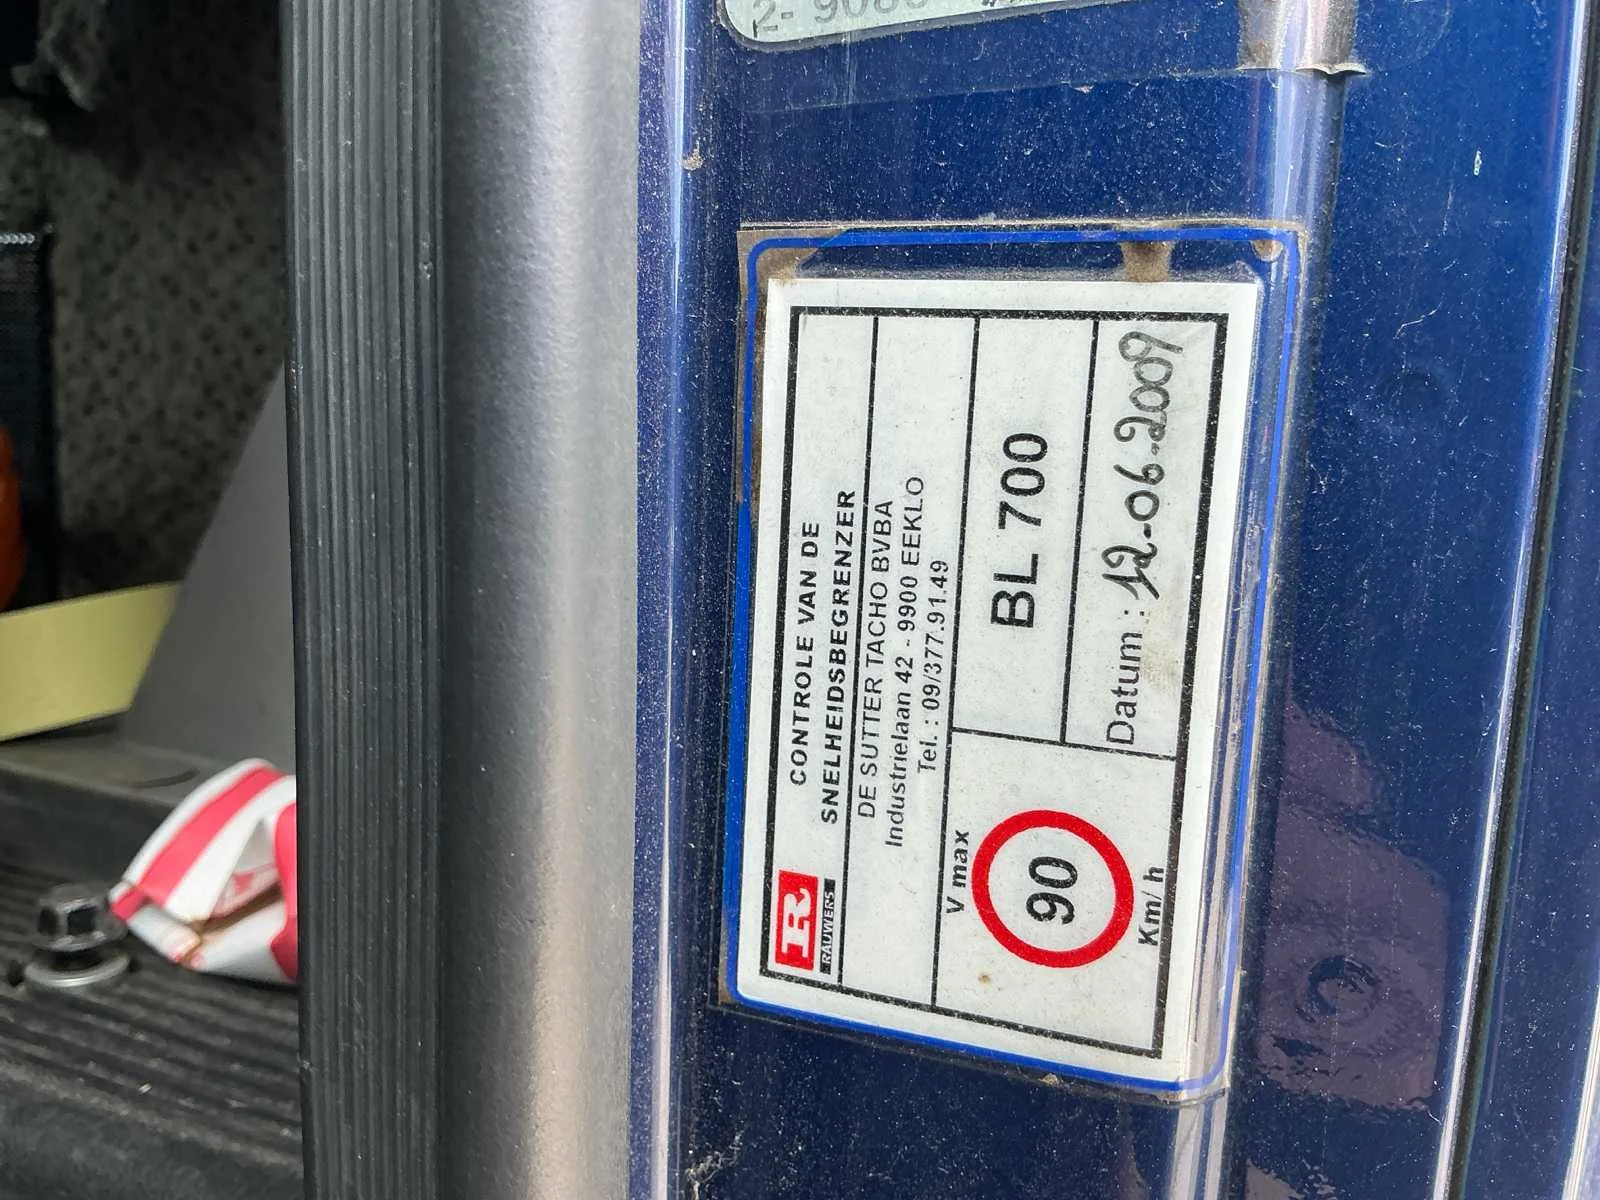 CONTROLE VAN DE
SNELHEIDSBEGRENZER
R
RAUWERS
DE SUTTER TACHO BVBA
Industrielaan 42 - 9900 EEKLO
Tel. : 09/377.91.49
V max
90
Km/ h
BL 700
Datum : 12-06-2009